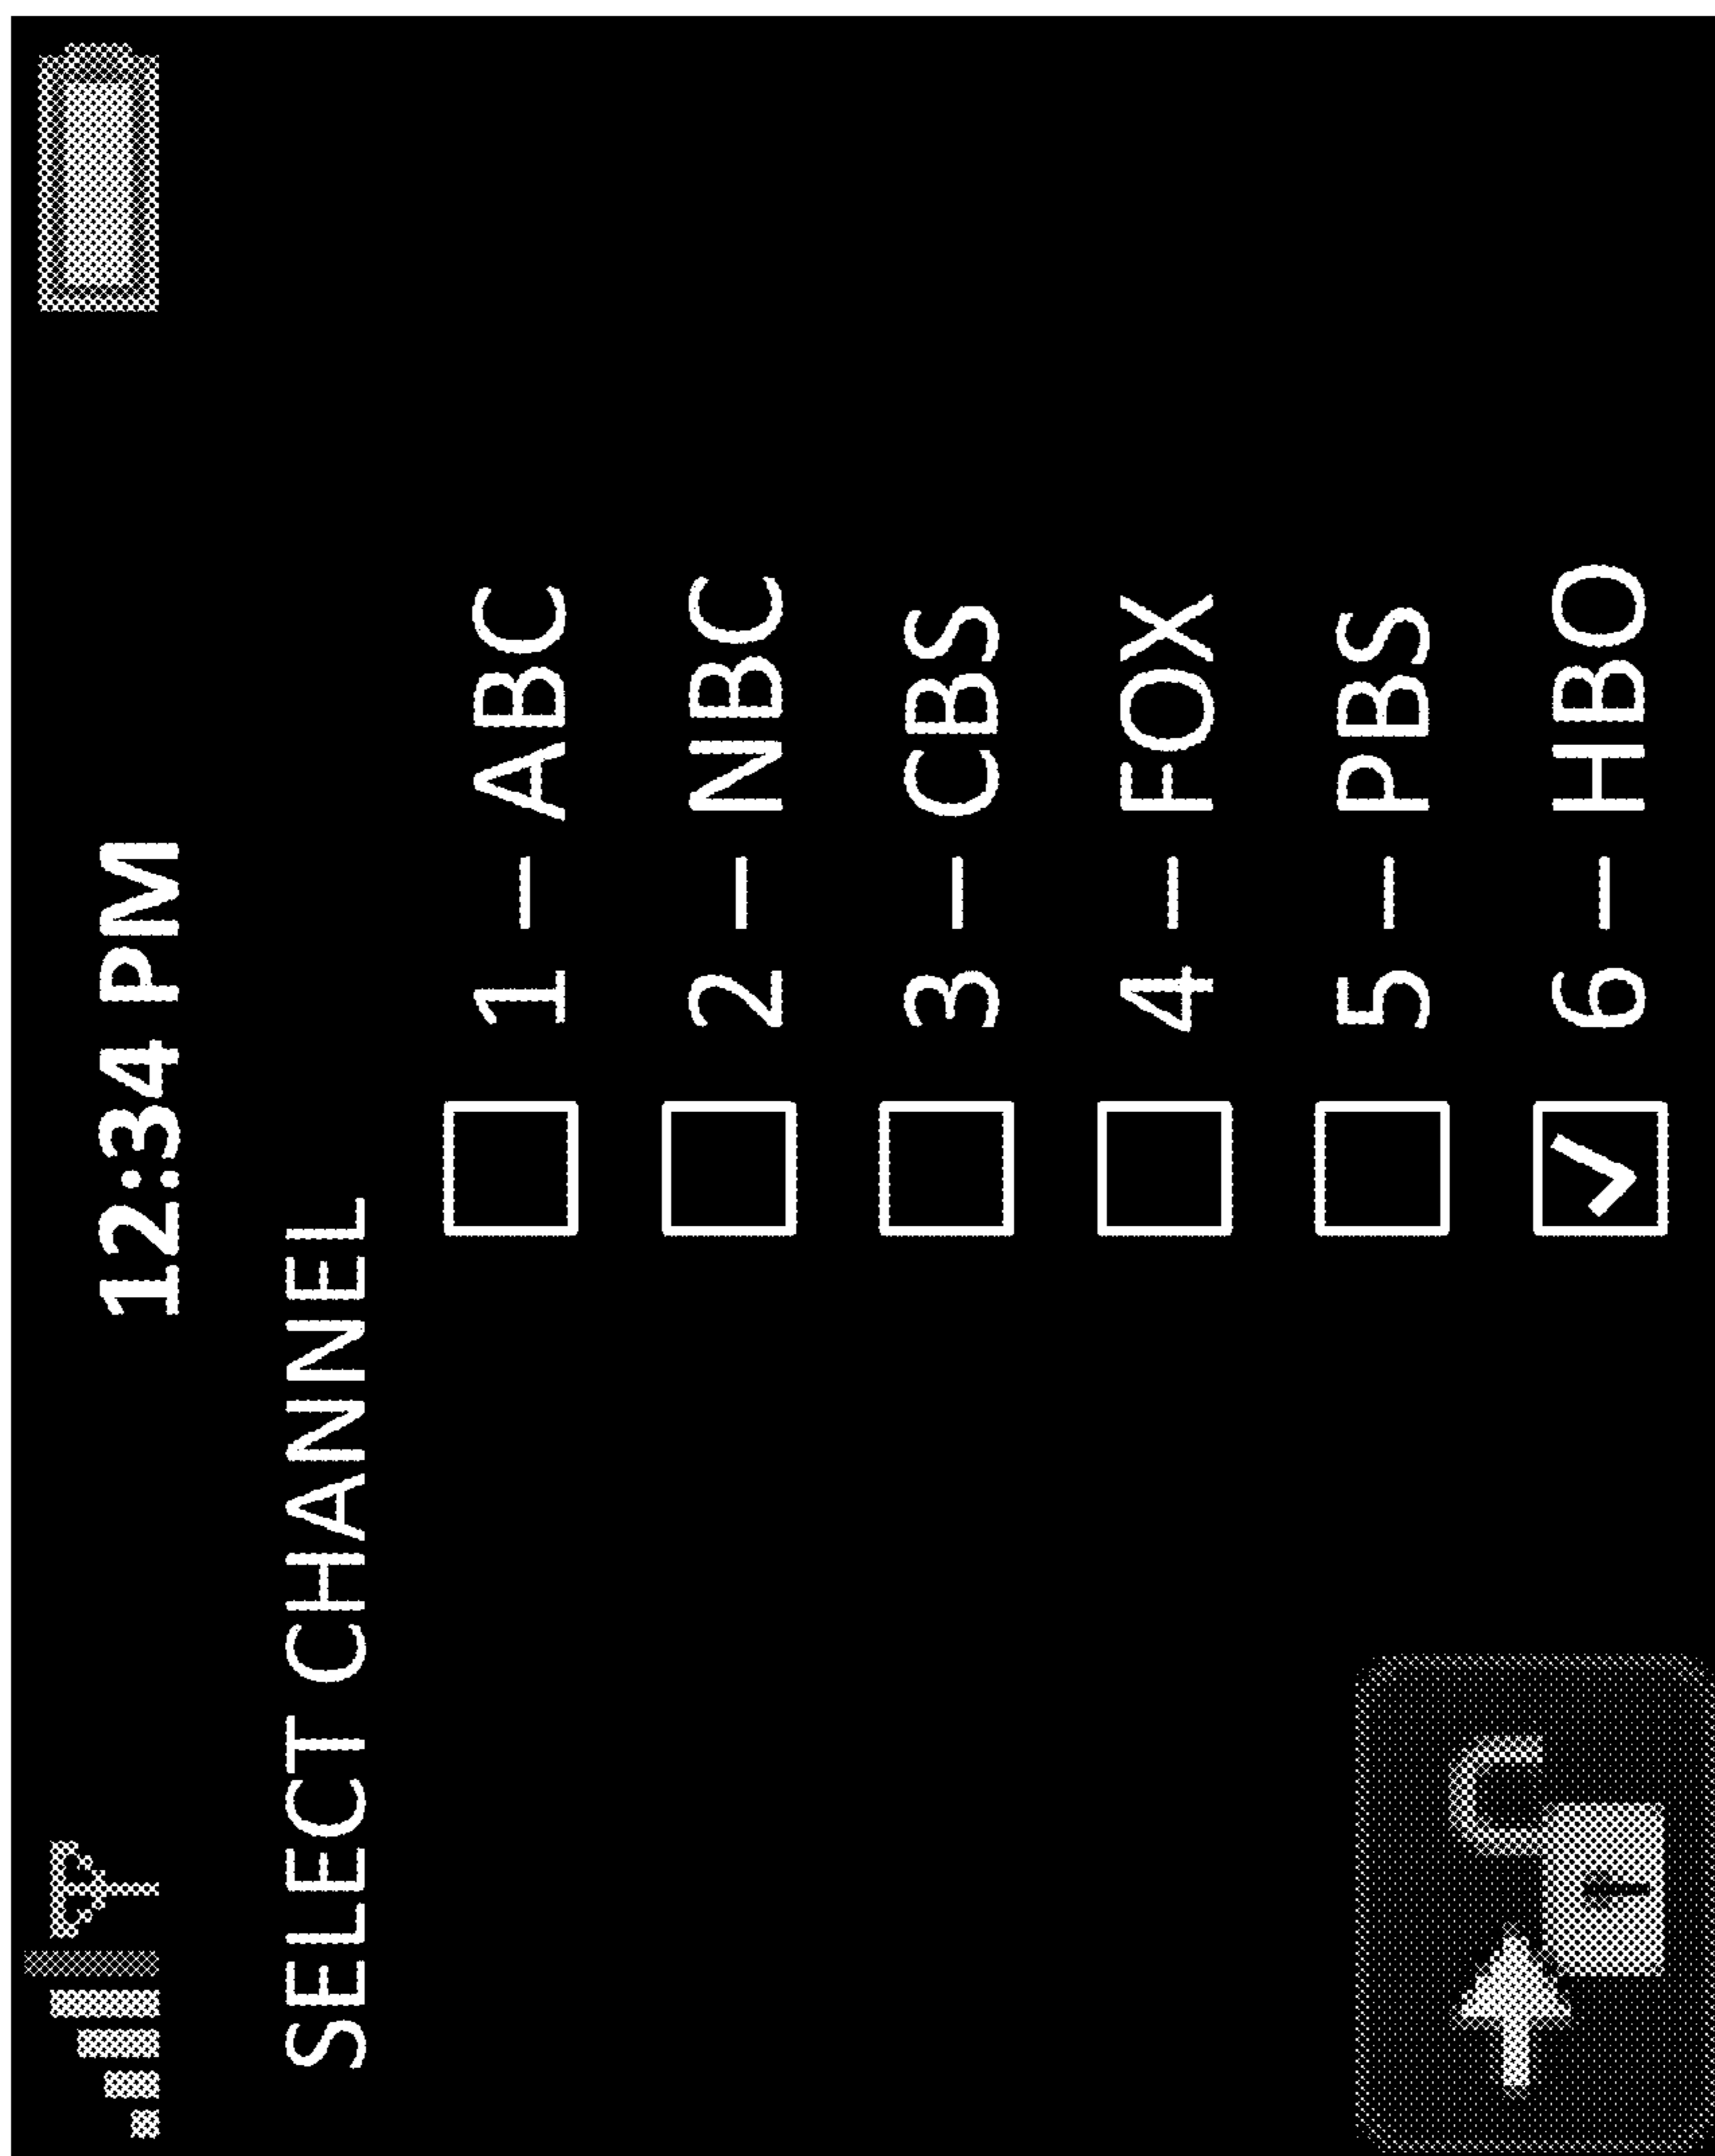 12:34 PM
SELECT CHANNEL
1 – ABC
2 – NBC
3 – CBS
4 – FOX
5 – PBS
6 – HBO